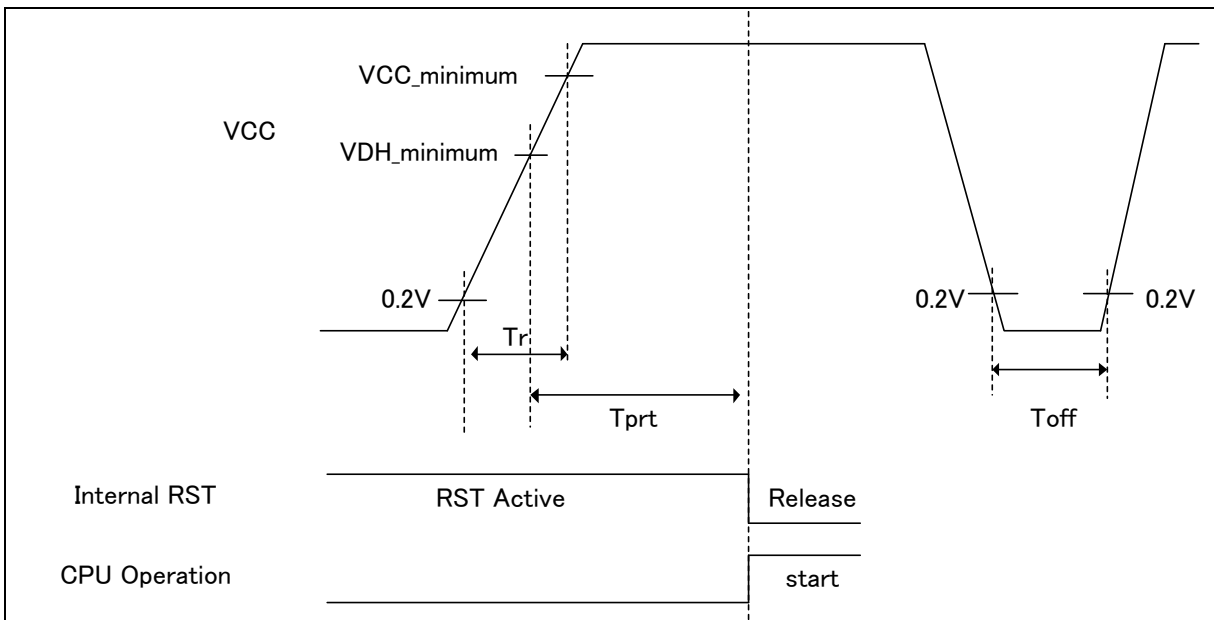 VCC_minimum
VCC
VDH_minimum
0.2V
0.2V
0.2V
Tr
Tprt
Toff
Internal RST
RST Active
Release
CPU Operation
start